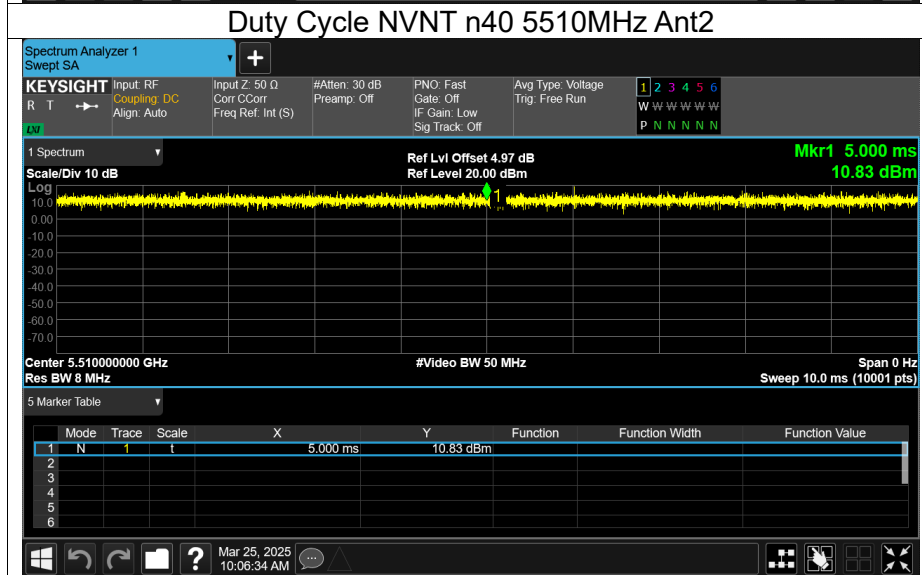 Duty Cycle NVNT n40 5510MHz Ant2
Spectrum Analyzer 1
Swept SA
+
KEYSIGHT Input: RF Input Z: 50 Ω #Atten: 30 dB PNO: Fast Avg Type: Voltage 1 2 3 4 5 6
R T Coupling: DC Corr CCorr Preamp: Off Gate: Off Trig: Free Run W W W W W W
Align: Auto Freq Ref: Int (S) IF Gain: Low
LXI Sig Track: Off P N N N N N
1 Spectrum Ref Lvl Offset 4.97 dB Mkr1 5.000 ms
Scale/Div 10 dB Ref Level 20.00 dBm 10.83 dBm
Log
10.0
1
0.00
-10.0
-20.0
-30.0
-40.0
-50.0
-60.0
-70.0
Center 5.510000000 GHz #Video BW 50 MHz Span 0 Hz
Res BW 8 MHz Sweep 10.0 ms (10001 pts)
5 Marker Table
Mode Trace Scale X Y Function Function Width Function Value
1 N 1 t 5.000 ms 10.83 dBm
2
3
4
5
6
? Mar 25, 2025
10:06:34 AM